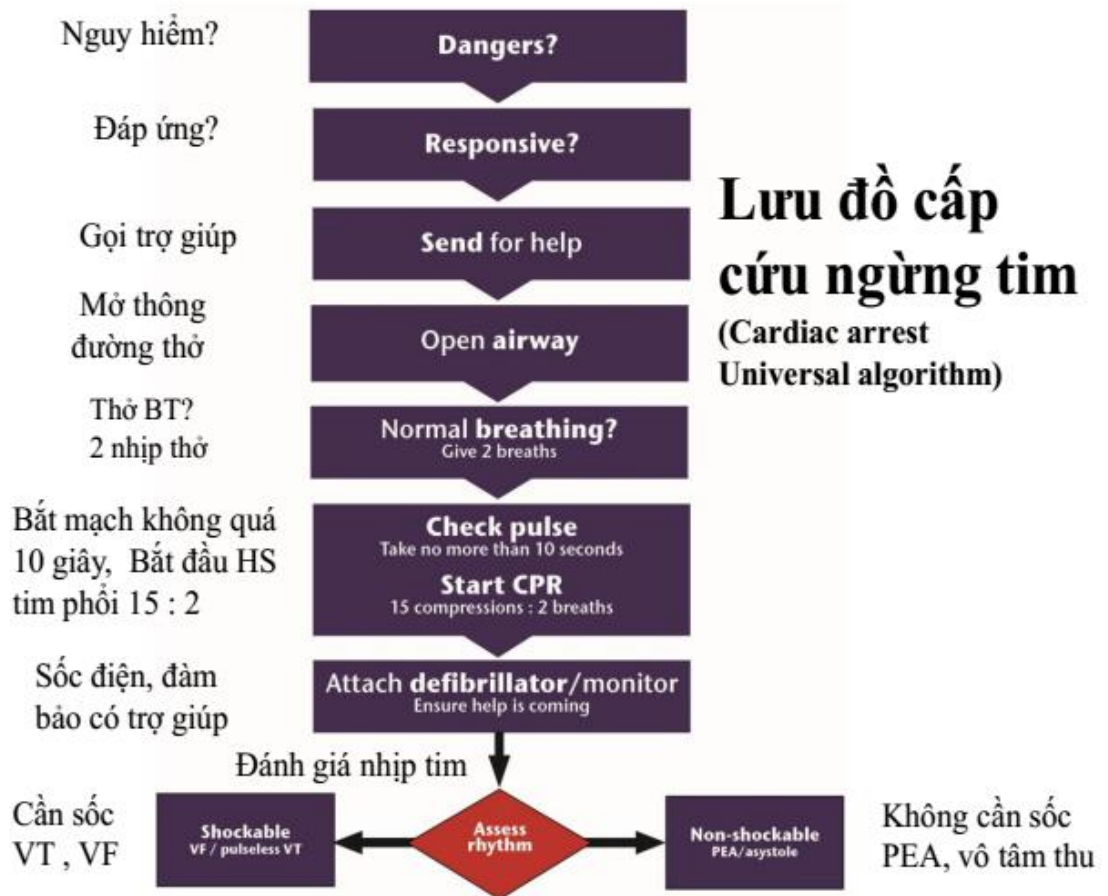 Nguy hiểm?
Dangers?
Đáp ứng?
Responsive?
Lưu đồ cấp
cứu ngừng tim
(Cardiac arrest
Universal algorithm)
Gọi trợ giúp
Send for help
Mở thông
đường thở
Open airway
Thở BT?
2 nhịp thở
Normal breathing?
Give 2 breaths
Bắt mạch không quá
10 giây, Bắt đầu HS
tim phổi 15 : 2
Check pulse
Take no more than 10 seconds
Start CPR
15 compressions : 2 breaths
Sốc điện, đảm
bảo có trợ giúp
Attach defibrillator/monitor
Ensure help is coming
Đánh giá nhịp tim
Cần sốc
VT , VF
Shockable
VF / pulseless VT
Assess
rhythm
Non-shockable
PEA/asystole
Không cần sốc
PEA, vô tâm thu